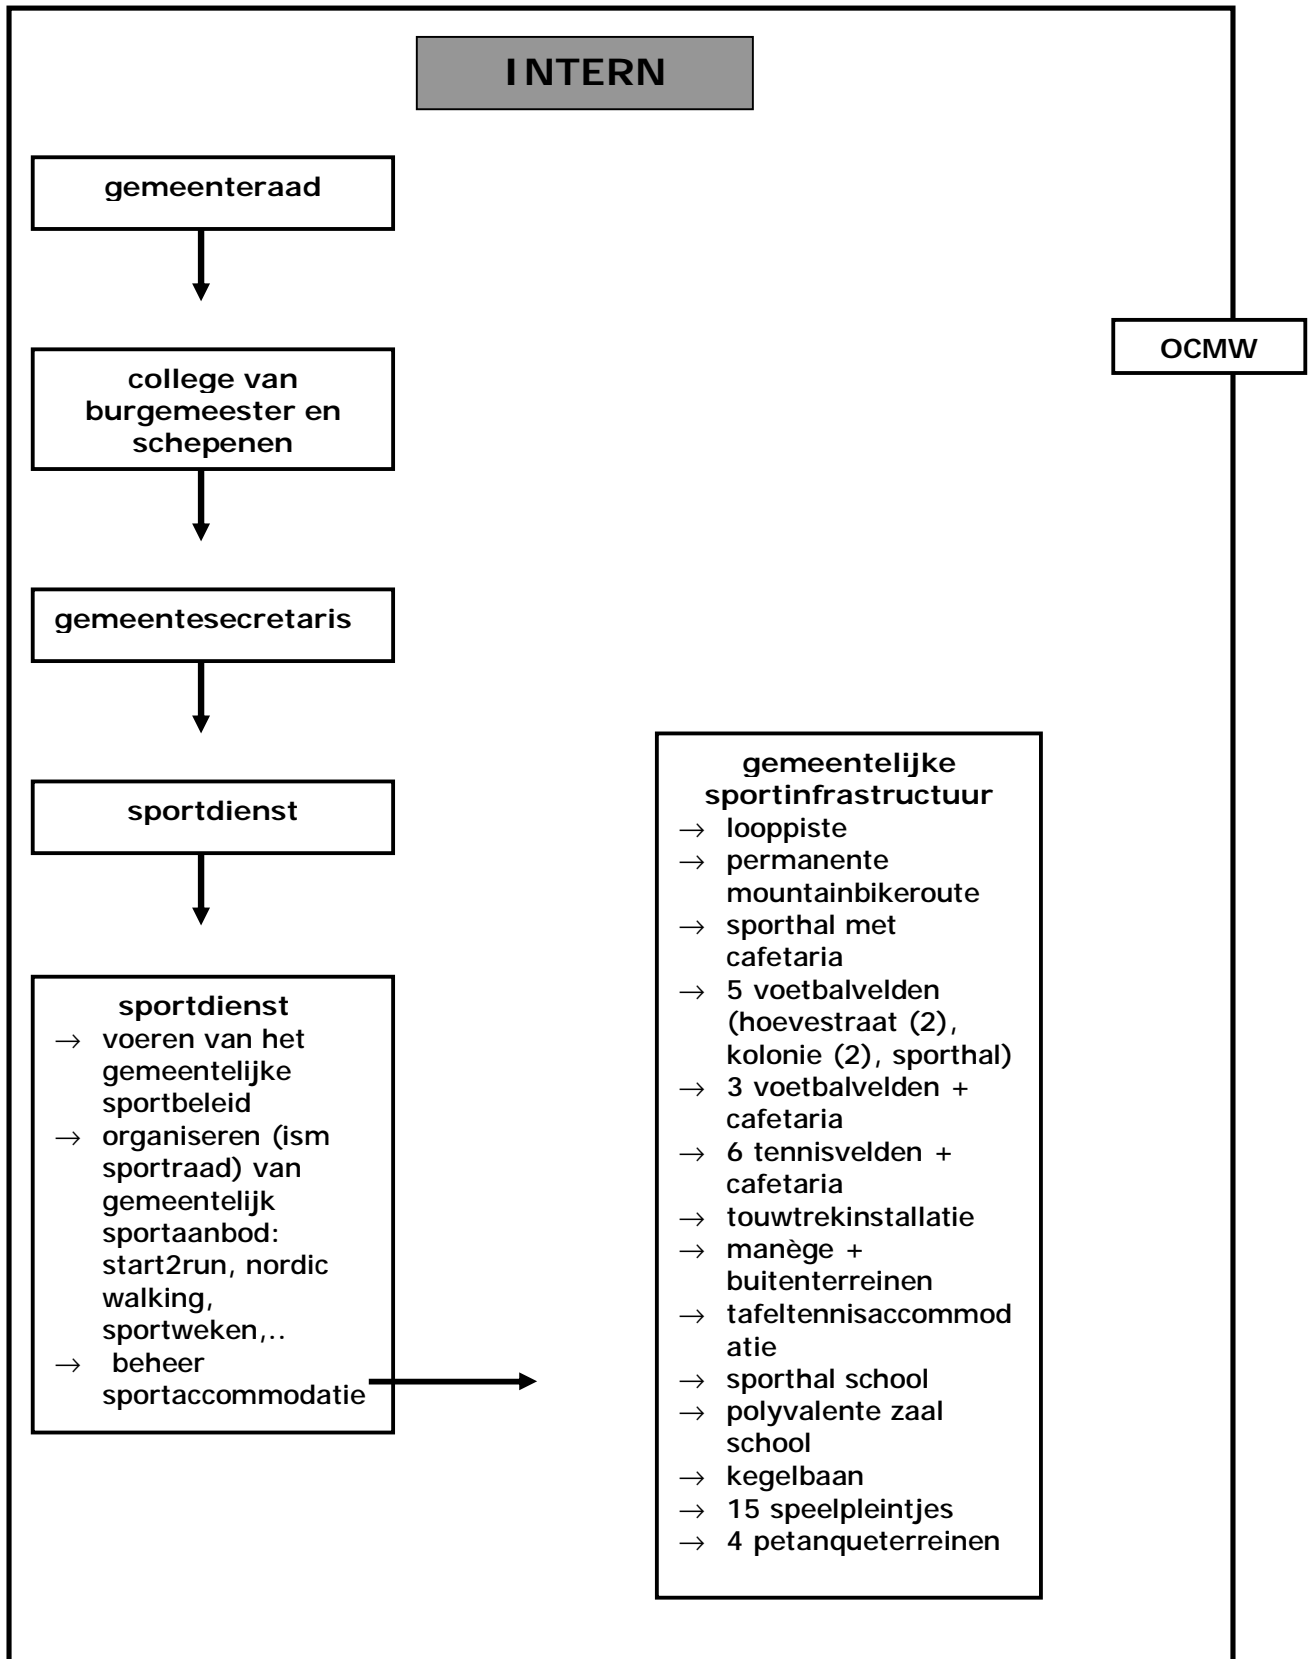 INTERN
gemeenteraad
OCMW
college van
burgemeester en
schepenen
gemeentesecretaris
sportdienst
sportdienst
→ voeren van het
gemeentelijke
sportbeleid
→ organiseren (ism
sportraad) van
gemeentelijk
sportaanbod:
start2run, nordic
walking,
sportweken,..
→ beheer
sportaccommodatie
gemeentelijke
sportinfrastructuur
→ looppiste
→ permanente
mountainbikeroute
→ sporthal met
cafetaria
→ 5 voetbalvelden
(hoevestraat (2),
kolonie (2), sporthal)
→ 3 voetbalvelden +
cafetaria
→ 6 tennisvelden +
cafetaria
→ touwtrekinstallatie
→ manège +
buitenterreinen
→ tafeltennisaccommod
atie
→ sporthal school
→ polyvalente zaal
school
→ kegelbaan
→ 15 speelpleintjes
→ 4 petanqueterreinen